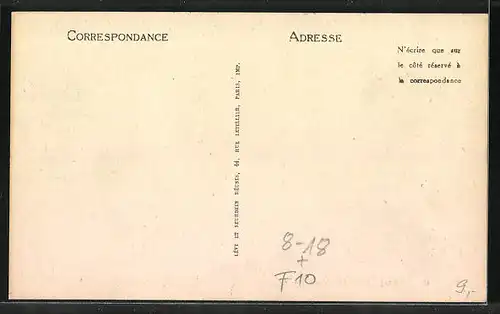 CORRESPONDANCE
ADRESSE
N'écrire que sur
le côté réservé à
la correspondance
LÉVY ET NEURDEIN RÉUNIS, 44, RUE LETELLIER, PARIS, IMP.
8-18
+
F10
9,-